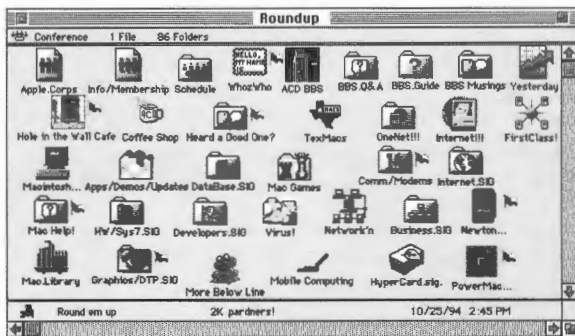 Roundup
Conference 1 File 86 Folders
HELLO, MY NAME IS
Apple.Corps Info/Membership Schedule WhozWho ACD BBS BBS.Q&A BBS.Guide BBS Musings Yesterday
Hole in the Wall Cafe Coffee Shop Heard a Good One? TexMacs OneNet!!! Internet!!! FirstClass!
Macintosh... Apps/Demos/Updates DataBase.SIG Mac Games Comm/Modems Internet.SIG
Mac Help! HW/Sys7.SIG Developers.SIG Virus! Network'n Business.SIG Newton...
Mac.Library Graphios/DTP.SIG More Below Line Mobile Computing HyperCard.sig. PowerMac...
Round em up 2K pardners! 10/25/94 2:45 PM